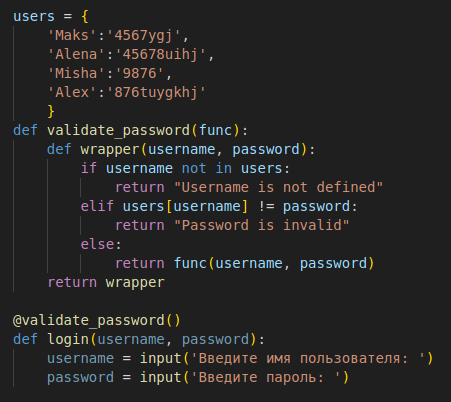 users = {
    'Maks':'4567ygj',
    'Alena':'45678uihj',
    'Misha':'9876',
    'Alex':'876tuygkhj'
    }
def validate_password(func):
    def wrapper(username, password):
        if username not in users:
            return "Username is not defined"
        elif users[username] != password:
            return "Password is invalid"
        else:
            return func(username, password)
    return wrapper

@validate_password()
def login(username, password):
    username = input('Введите имя пользователя: ')
    password = input('Введите пароль: ')